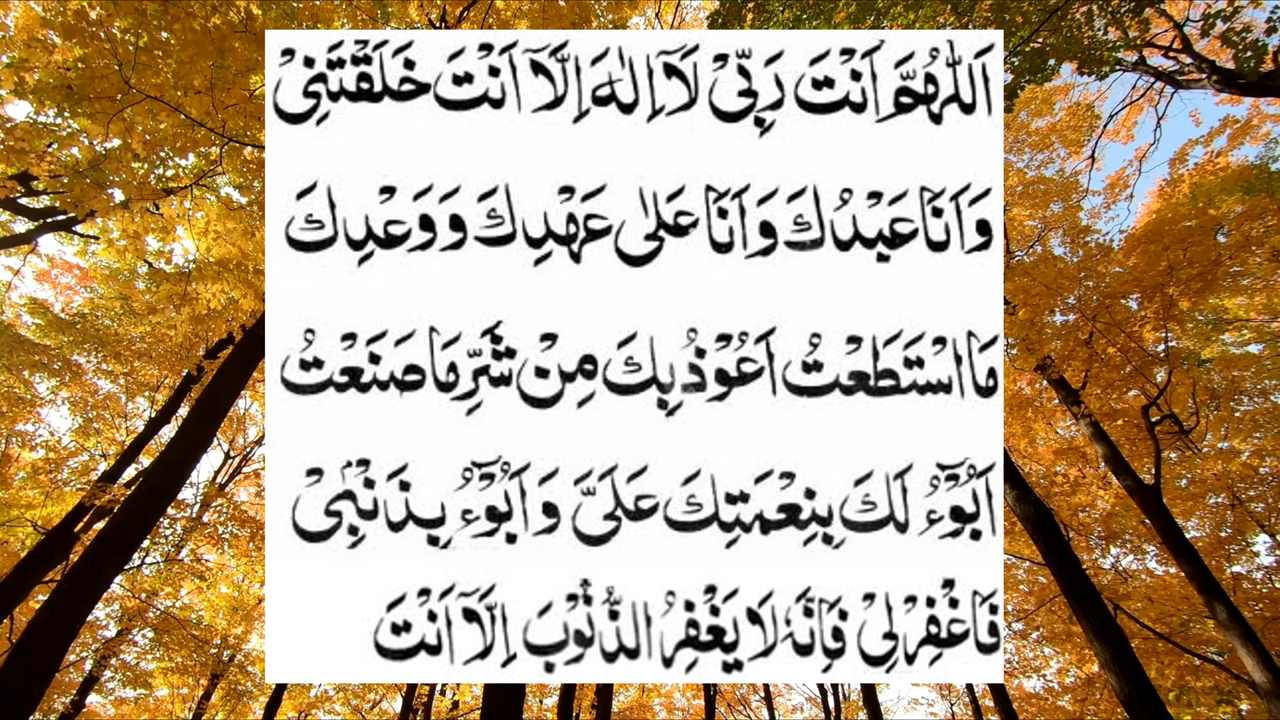 اَللّٰهُمَّ اَنْتَ رَبِّیْ لَآ اِلٰهَ اِلَّآ اَنْتَ خَلَقْتَنِیْ
وَاَنَا عَبْدُكَ وَاَنَا عَلٰی عَهْدِكَ وَوَعْدِكَ
مَا اسْتَطَعْتُ اَعُوْذُبِكَ مِنْ شَرِّمَا صَنَعْتُ
اَبُوْٓءُ لَكَ بِنِعْمَتِكَ عَلَیَّ وَاَبُوْٓءُ بِذَنْۢبِیْ
فَاغْفِرْلِیْ فَاِنَّهٗ لَا یَغْفِرُ الذُّنُوْبَ اِلَّآ اَنْتَ